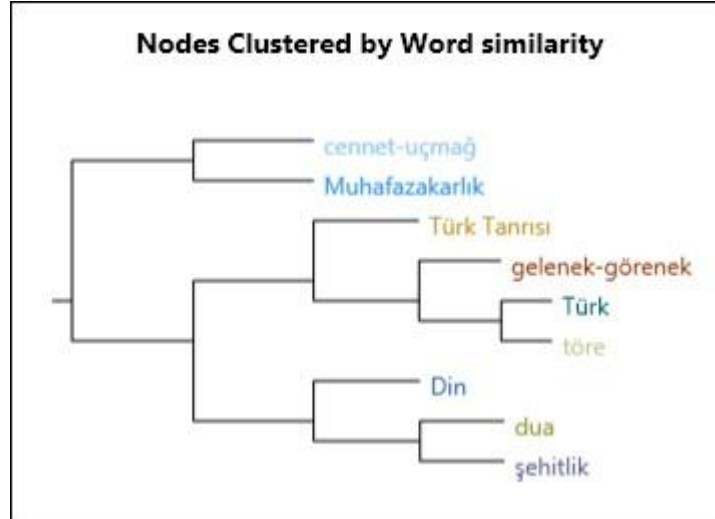 Nodes Clustered by Word similarity
cennet-uçmağ
Muhafazakarlık
Türk Tanrısı
gelenek-görenek
Türk
töre
Din
dua
şehitlik